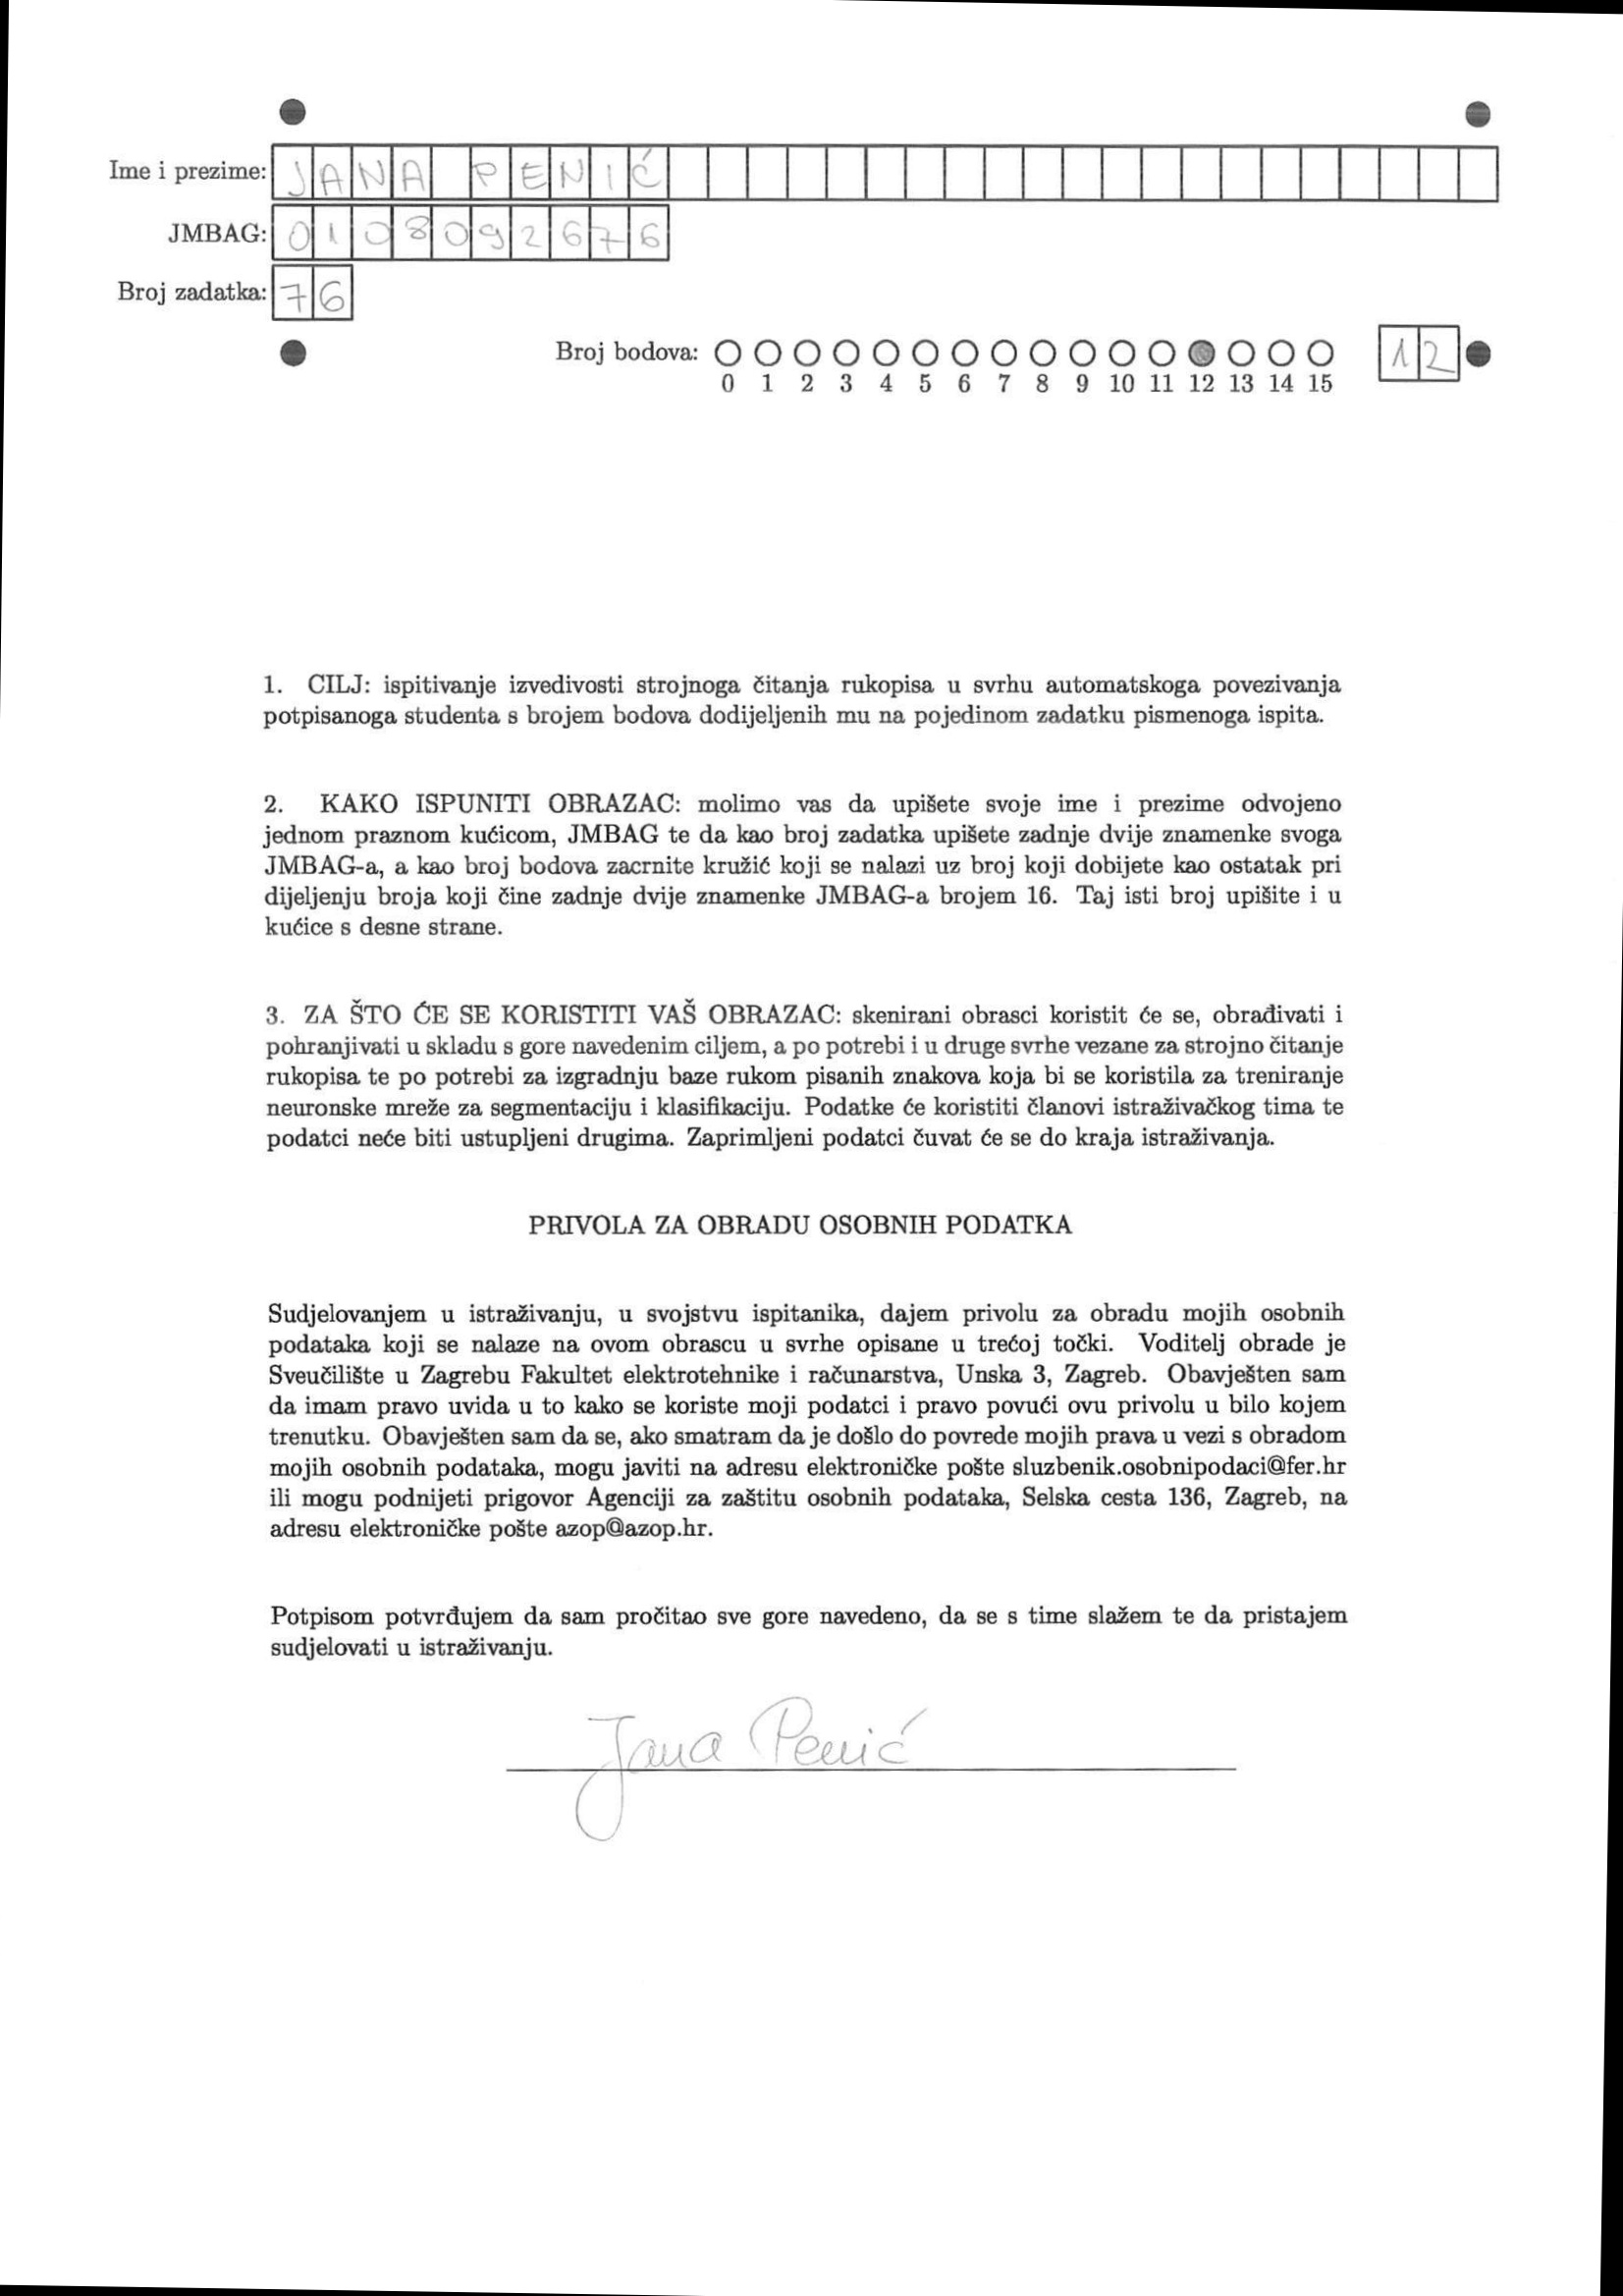 Ime i prezime: JANA PENIĆ
JMBAG: 0108092676
Broj zadatka: 76
Broj bodova: 12
0 1 2 3 4 5 6 7 8 9 10 11 12 13 14 15
1. CILJ: ispitivanje izvedivosti strojnoga čitanja rukopisa u svrhu automatskoga povezivanja
potpisanoga studenta s brojem bodova dodijeljenih mu na pojedinom zadatku pismenoga ispita.
2. KAKO ISPUNITI OBRAZAC: molimo vas da upišete svoje ime i prezime odvojeno
jednom praznom kućicom, JMBAG te da kao broj zadatka upišete zadnje dvije znamenke svoga
JMBAG-a, a kao broj bodova zacrnite kružić koji se nalazi uz broj koji dobijete kao ostatak pri
dijeljenju broja koji čine zadnje dvije znamenke JMBAG-a brojem 16. Taj isti broj upišite i u
kućice s desne strane.
3. ZA ŠTO ĆE SE KORISTITI VAŠ OBRAZAC: skenirani obrasci koristit će se, obrađivati i
pohranjivati u skladu s gore navedenim ciljem, a po potrebi i u druge svrhe vezane za strojno čitanje
rukopisa te po potrebi za izgradnju baze rukom pisanih znakova koja bi se koristila za treniranje
neuronske mreže za segmentaciju i klasifikaciju. Podatke će koristiti članovi istraživačkog tima te
podatci neće biti ustupljeni drugima. Zaprimljeni podatci čuvat će se do kraja istraživanja.
PRIVOLA ZA OBRADU OSOBNIH PODATKA
Sudjelovanjem u istraživanju, u svojstvu ispitanika, dajem privolu za obradu mojih osobnih
podataka koji se nalaze na ovom obrascu u svrhe opisane u trećoj točki. Voditelj obrade je
Sveučilište u Zagrebu Fakultet elektrotehnike i računarstva, Unska 3, Zagreb. Obavješten sam
da imam pravo uvida u to kako se koriste moji podatci i pravo povući ovu privolu u bilo kojem
trenutku. Obavješten sam da se, ako smatram da je došlo do povrede mojih prava u vezi s obradom
mojih osobnih podataka, mogu javiti na adresu elektroničke pošte sluzbenik.osobnipodaci@fer.hr
ili mogu podnijeti prigovor Agenciji za zaštitu osobnih podataka, Selska cesta 136, Zagreb, na
adresu elektroničke pošte azop@azop.hr.
Potpisom potvrđujem da sam pročitao sve gore navedeno, da se s time slažem te da pristajem
sudjelovati u istraživanju.
Jana Penić